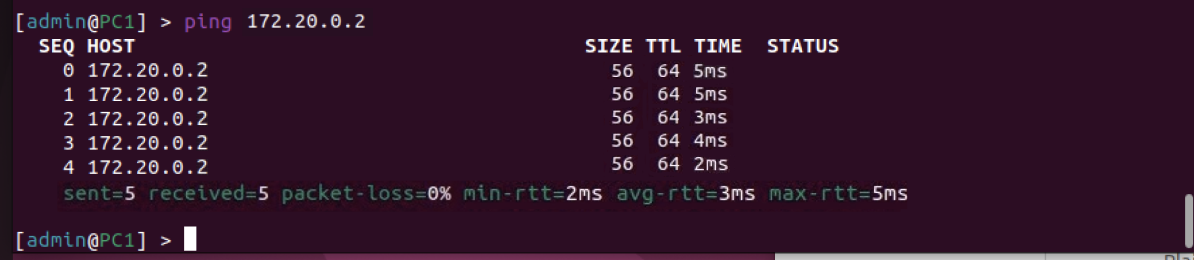 [admin@PC1] > ping 172.20.0.2
SEQ HOST SIZE TTL TIME STATUS
0 172.20.0.2 56 64 5ms
1 172.20.0.2 56 64 5ms
2 172.20.0.2 56 64 3ms
3 172.20.0.2 56 64 4ms
4 172.20.0.2 56 64 2ms
sent=5 received=5 packet-loss=0% min-rtt=2ms avg-rtt=3ms max-rtt=5ms
[admin@PC1] >